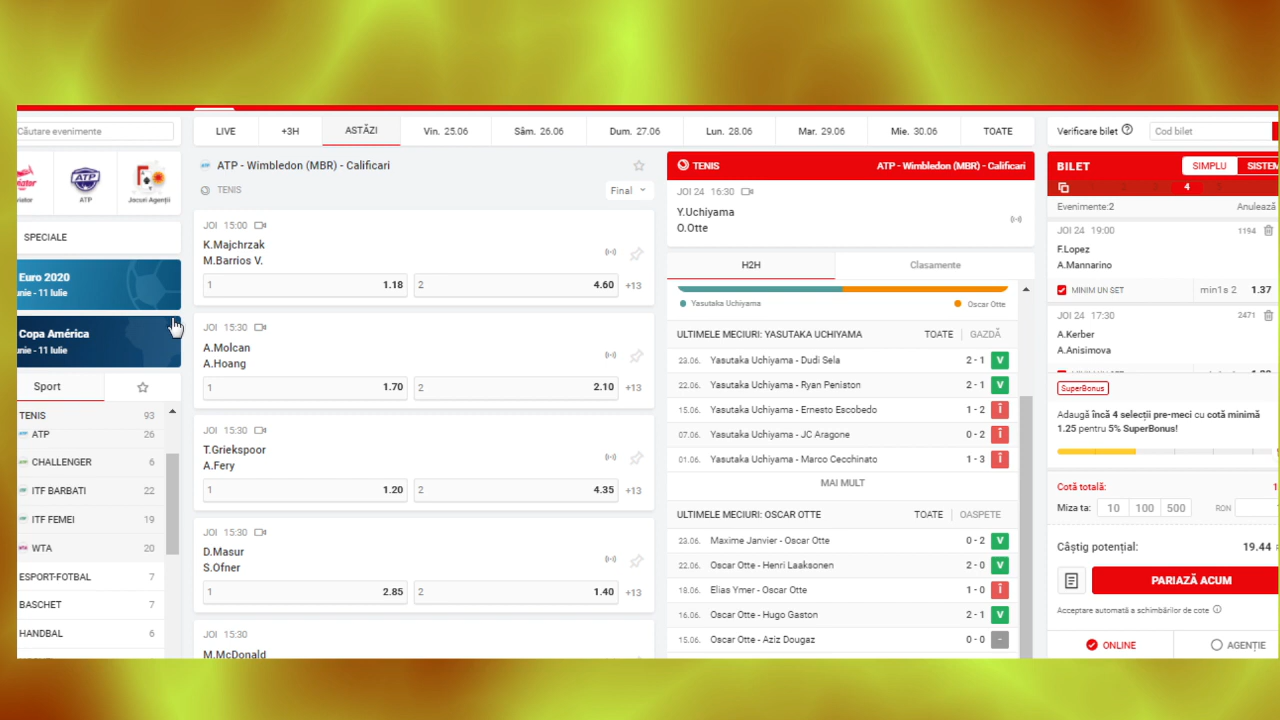 LIVE
+3H
ASTĂZI
Vin. 25.06
Sâm. 26.06
Dum. 27.06
Lun. 28.06
Mar. 29.06
Mie. 30.06
TOATE
Căutare evenimente
ATP
Jocuri Agenții
SPECIALE
Euro 2020
- 11 Iulie
Copa América
- 11 Iulie
Sport
TENIS 93
ATP 26
CHALLENGER 6
ITF BARBATI 22
ITF FEMEI 19
WTA 20
ESPORT-FOTBAL 7
BASCHET 7
HANDBAL 6
ATP - Wimbledon (MBR) - Calificari
TENIS
Final
JOI 15:00
K.Majchrzak
M.Barrios V.
1 1.18 2 4.60 +13
JOI 15:30
A.Molcan
A.Hoang
1 1.70 2 2.10 +13
JOI 15:30
T.Griekspoor
A.Fery
1 1.20 2 4.35 +13
JOI 15:30
D.Masur
S.Ofner
1 2.85 2 1.40 +13
JOI 15:30
M.McDonald
TENIS ATP - Wimbledon (MBR) - Calificari
JOI 24 16:30
Y.Uchiyama
O.Otte
H2H Clasamente
Yasutaka Uchiyama Oscar Otte
ULTIMELE MECIURI: YASUTAKA UCHIYAMA TOATE | GAZDĂ
23.06. Yasutaka Uchiyama - Dudi Sela 2 - 1 V
22.06. Yasutaka Uchiyama - Ryan Peniston 2 - 1 V
15.06. Yasutaka Uchiyama - Ernesto Escobedo 1 - 2 Î
07.06. Yasutaka Uchiyama - JC Aragone 0 - 2 Î
01.06. Yasutaka Uchiyama - Marco Cecchinato 1 - 3 Î
MAI MULT
ULTIMELE MECIURI: OSCAR OTTE TOATE | OASPETE
23.06. Maxime Janvier - Oscar Otte 0 - 2 V
22.06. Oscar Otte - Henri Laaksonen 2 - 0 V
18.06. Elias Ymer - Oscar Otte 1 - 0 Î
16.06. Oscar Otte - Hugo Gaston 2 - 1 V
15.06. Oscar Otte - Aziz Dougaz 0 - 0 -
Verificare bilet Cod bilet
BILET SIMPLU SISTEM
4
Evenimente:2 Anulează
JOI 24 19:00 1194
F.Lopez
A.Mannarino
MINIM UN SET min1s 2 1.37
JOI 24 17:30 2471
A.Kerber
A.Anisimova
SuperBonus
Adaugă încă 4 selecții pre-meci cu cotă minimă
1.25 pentru 5% SuperBonus!
Cotă totală:
Miza ta: 10 100 500 RON
Câștig potențial: 19.44
PARIAZĂ ACUM
Acceptare automată a schimbărilor de cote
ONLINE AGENȚIE